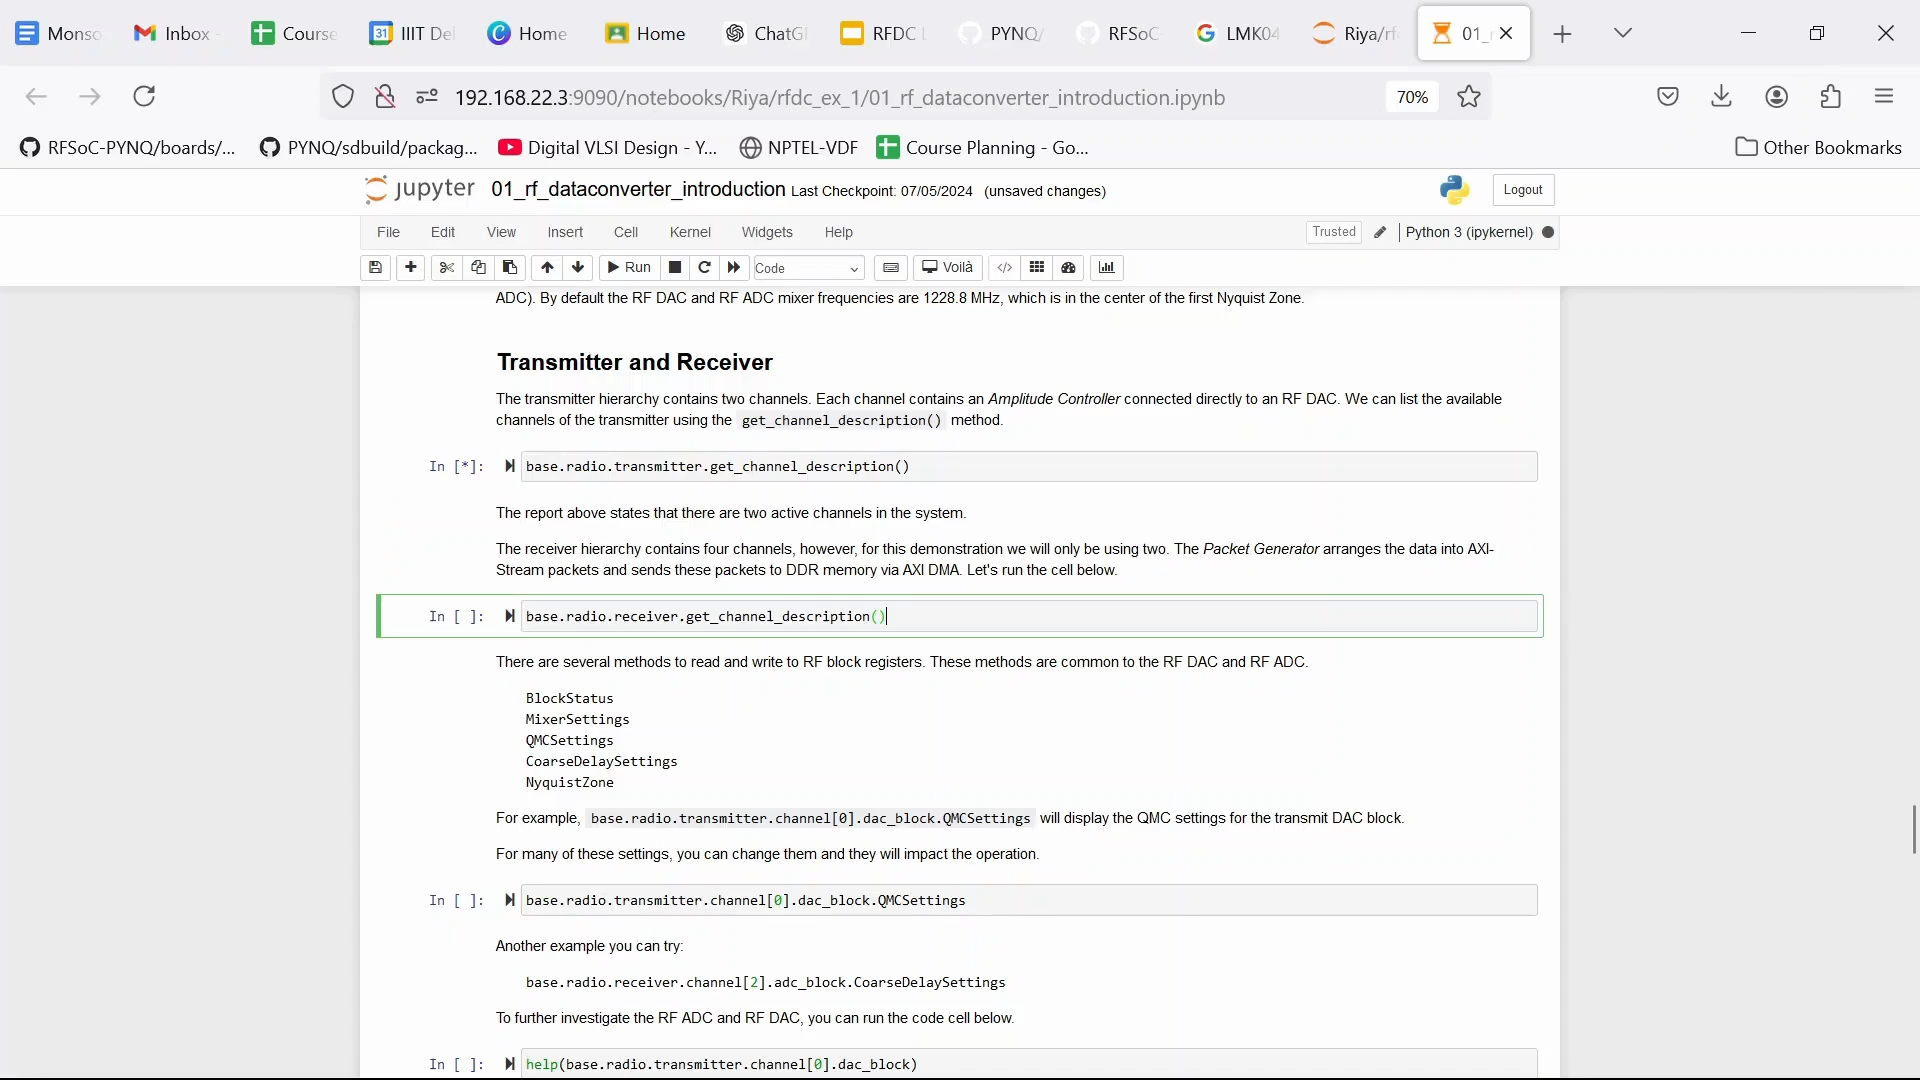 Monso
Inbox
Course
31
IIIT Del
Home
Home
ChatG
RFDC L
PYNQ/
RFSoC
LMK04
Riya/rf
01_r
192.168.22.3:9090/notebooks/Riya/rfdc_ex_1/01_rf_dataconverter_introduction.ipynb
70%
RFSoC-PYNQ/boards/...
PYNQ/sdbuild/packag...
Digital VLSI Design - Y...
NPTEL-VDF
Course Planning - Go...
Other Bookmarks
jupyter 01_rf_dataconverter_introduction Last Checkpoint: 07/05/2024 (unsaved changes)
Logout
File Edit View Insert Cell Kernel Widgets Help
Trusted
Python 3 (ipykernel)
Run
Code
Voilà
ADC). By default the RF DAC and RF ADC mixer frequencies are 1228.8 MHz, which is in the center of the first Nyquist Zone.
Transmitter and Receiver
The transmitter hierarchy contains two channels. Each channel contains an Amplitude Controller connected directly to an RF DAC. We can list the available
channels of the transmitter using the get_channel_description() method.
In [*]: base.radio.transmitter.get_channel_description()
The report above states that there are two active channels in the system.
The receiver hierarchy contains four channels, however, for this demonstration we will only be using two. The Packet Generator arranges the data into AXI-
Stream packets and sends these packets to DDR memory via AXI DMA. Let's run the cell below.
In [ ]: base.radio.receiver.get_channel_description()
There are several methods to read and write to RF block registers. These methods are common to the RF DAC and RF ADC.
BlockStatus
MixerSettings
QMCSettings
CoarseDelaySettings
NyquistZone
For example, base.radio.transmitter.channel[0].dac_block.QMCSettings will display the QMC settings for the transmit DAC block.
For many of these settings, you can change them and they will impact the operation.
In [ ]: base.radio.transmitter.channel[0].dac_block.QMCSettings
Another example you can try:
base.radio.receiver.channel[2].adc_block.CoarseDelaySettings
To further investigate the RF ADC and RF DAC, you can run the code cell below.
In [ ]: help(base.radio.transmitter.channel[0].dac_block)